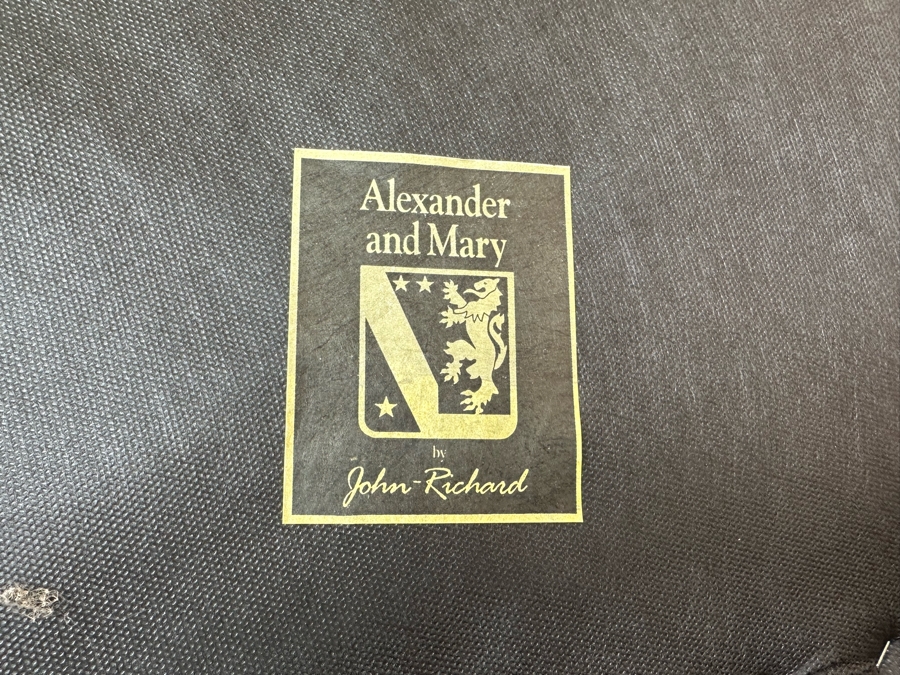 Alexander
and Mary
by
John-Richard